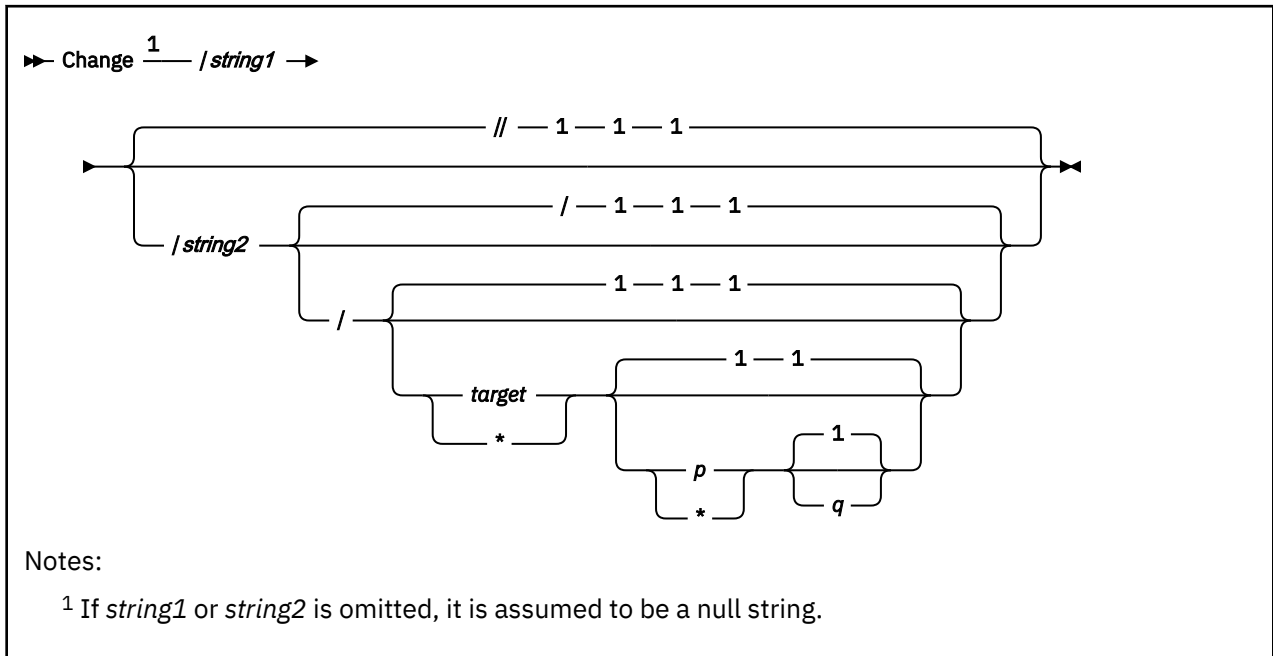 Change 1 /string1
// 1 1 1
/ 1 1 1
/string2
1 1 1
/
1 1
target
*
1
p
*
q
Notes:
1 If string1 or string2 is omitted, it is assumed to be a null string.